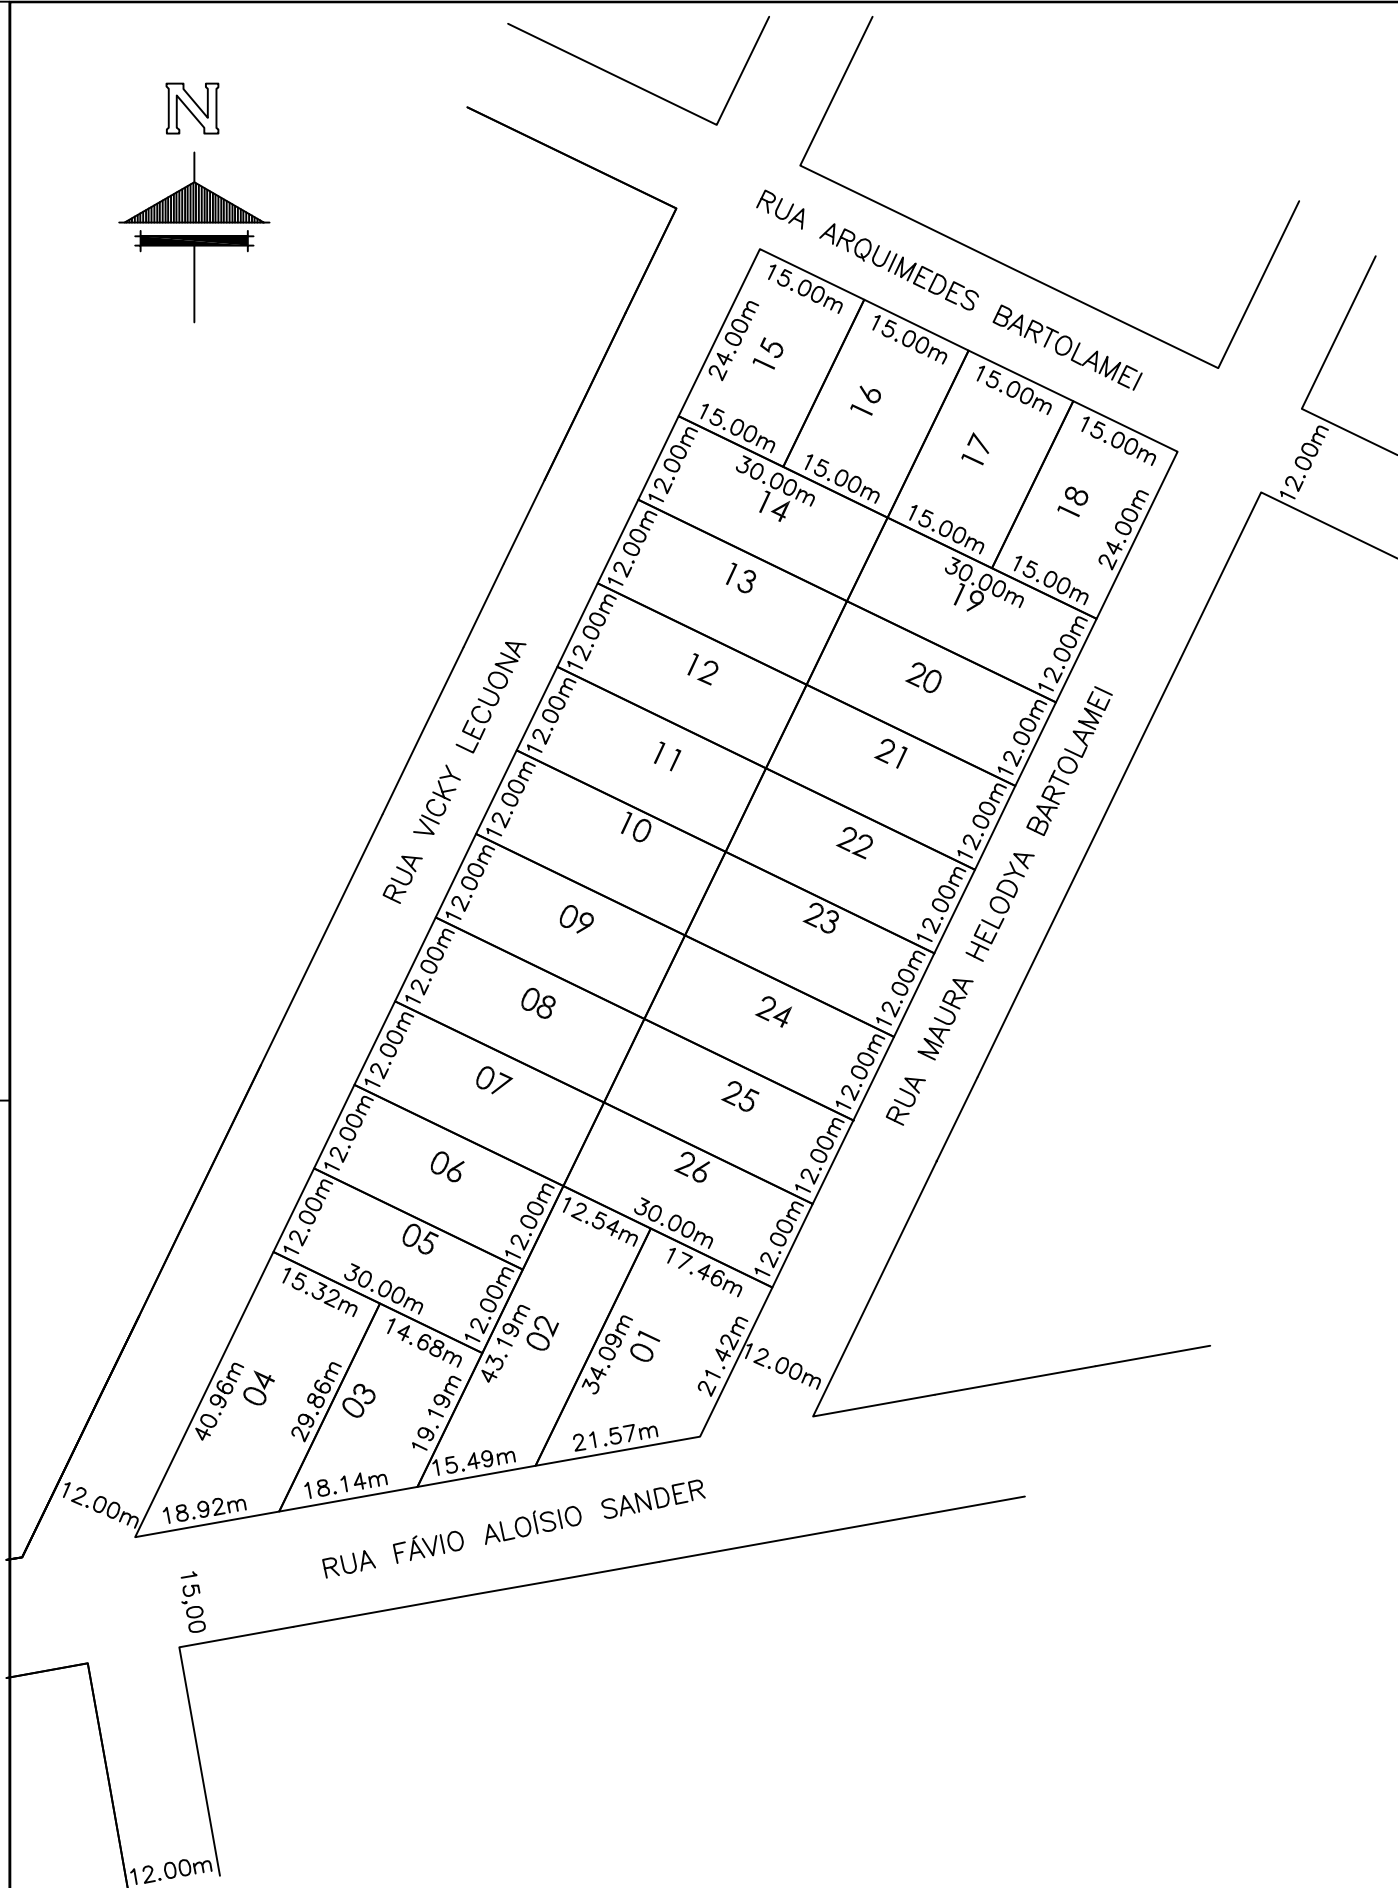 N
RUA ARQUIMEDES BARTOLAMEI
15.00m
15.00m
15.00m
15.00m
24.00m
15
16
17
18
24.00m
12.00m
15.00m
15.00m
15.00m
15.00m
12.00m
30.00m
14
30.00m
19
12.00m
12.00m
13
20
12.00m
12.00m
12
21
12.00m
12.00m
11
22
12.00m
12.00m
10
23
12.00m
12.00m
09
24
12.00m
12.00m
08
25
12.00m
12.00m
07
26
12.00m
30.00m
12.00m
06
12.00m
12.54m
17.46m
12.00m
05
30.00m
12.00m
15.32m
14.68m
43.19m
02
34.09m
01
21.42m
12.00m
40.96m
04
29.86m
03
19.19m
12.00m
18.92m
18.14m
15.49m
21.57m
RUA VICKY LECUONA
RUA MAURA HELODYA BARTOLAMEI
RUA FÁVIO ALOÍSIO SANDER
15,00
12.00m